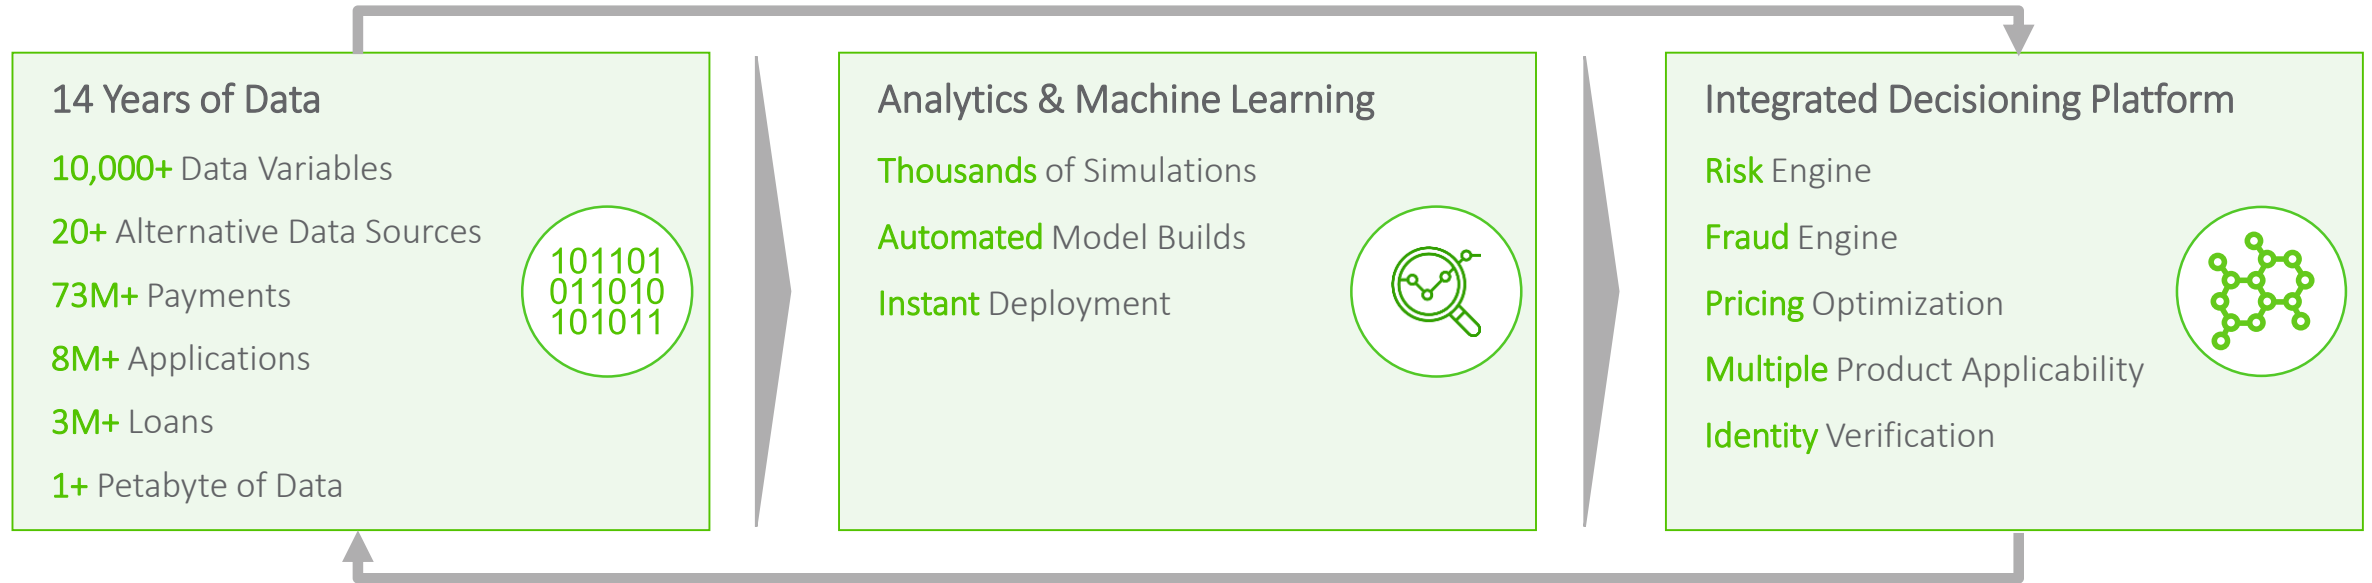 14 Years of Data
10,000+ Data Variables
20+ Alternative Data Sources
73M+ Payments
8M+ Applications
3M+ Loans
1+ Petabyte of Data
101101
011010
101011
Analytics & Machine Learning
Thousands of Simulations
Automated Model Builds
Instant Deployment
Integrated Decisioning Platform
Risk Engine
Fraud Engine
Pricing Optimization
Multiple Product Applicability
Identity Verification